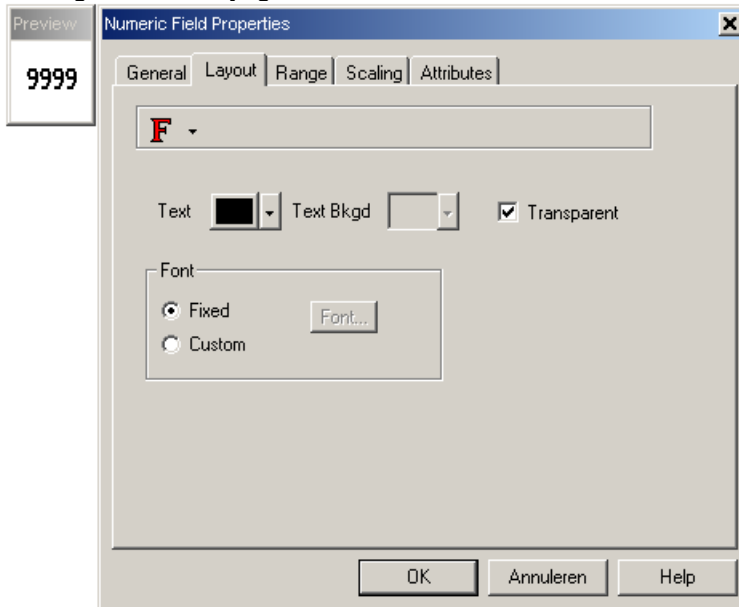 Preview
Numeric Field Properties
9999
General Layout Range Scaling Attributes
F
Text Text Bkgd Transparent
Font
Fixed
Font...
Custom
OK Annuleren Help